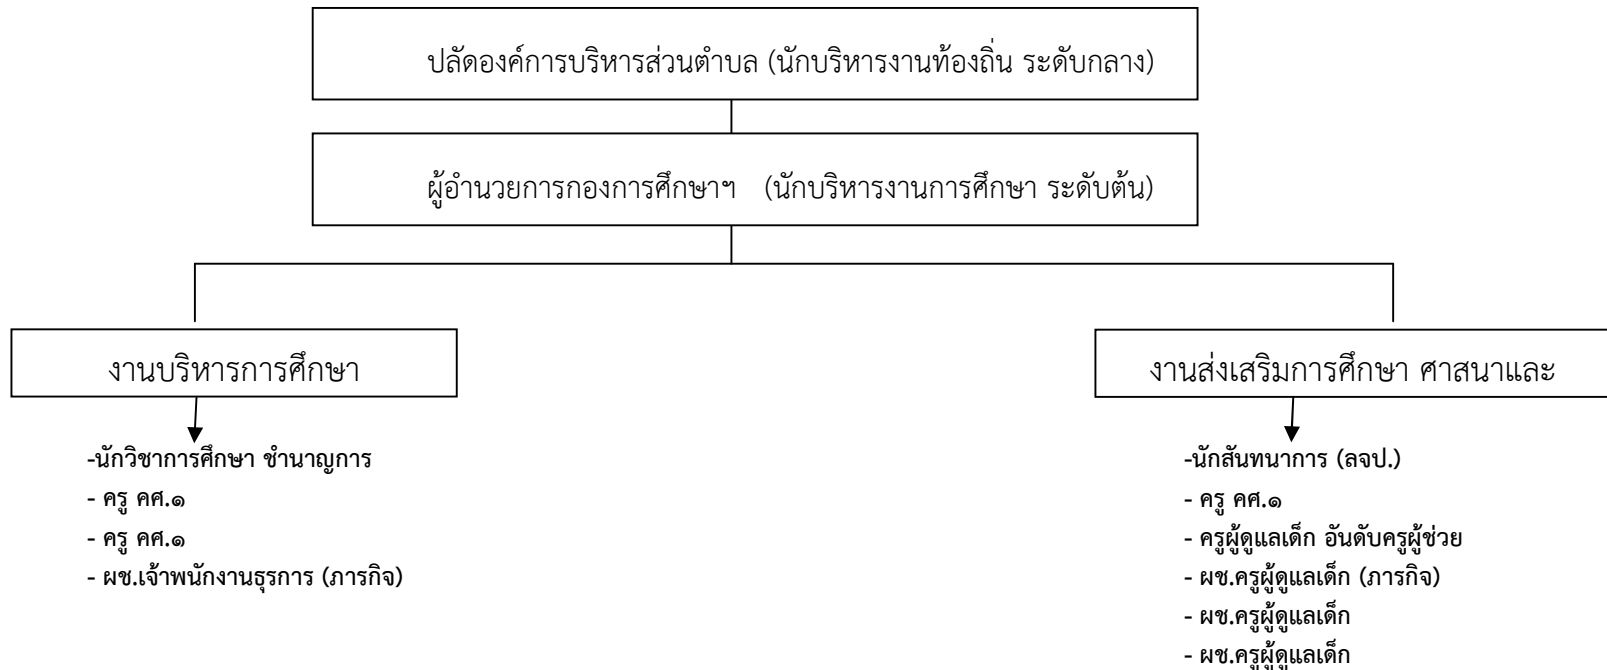 ปลัดองค์การบริหารส่วนตำบล (นักบริหารงานท้องถิ่น ระดับกลาง)
ผู้อำนวยการกองการศึกษาฯ (นักบริหารงานการศึกษา ระดับต้น)
งานบริหารการศึกษา
-นักวิชาการศึกษา ชำนาญการ
- ครู คศ.๑
- ครู คศ.๑
- ผช.เจ้าพนักงานธุรการ (ภารกิจ)
งานส่งเสริมการศึกษา ศาสนาและ
-นักสันทนาการ (ลจป.)
- ครู คศ.๑
- ครูผู้ดูแลเด็ก อันดับครูผู้ช่วย
- ผช.ครูผู้ดูแลเด็ก (ภารกิจ)
- ผช.ครูผู้ดูแลเด็ก
- ผช.ครูผู้ดูแลเด็ก